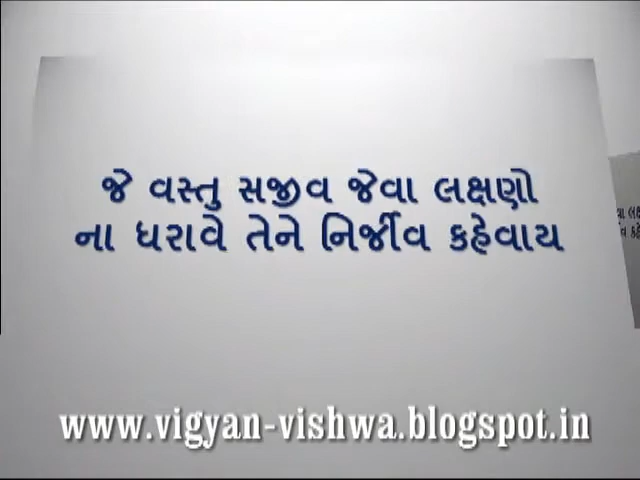 જે વસ્તુ સજીવ જેવા લક્ષણો
ના ધરાવે તેને નિર્જીવ કહેવાય
www.vigyan-vishwa.blogspot.in